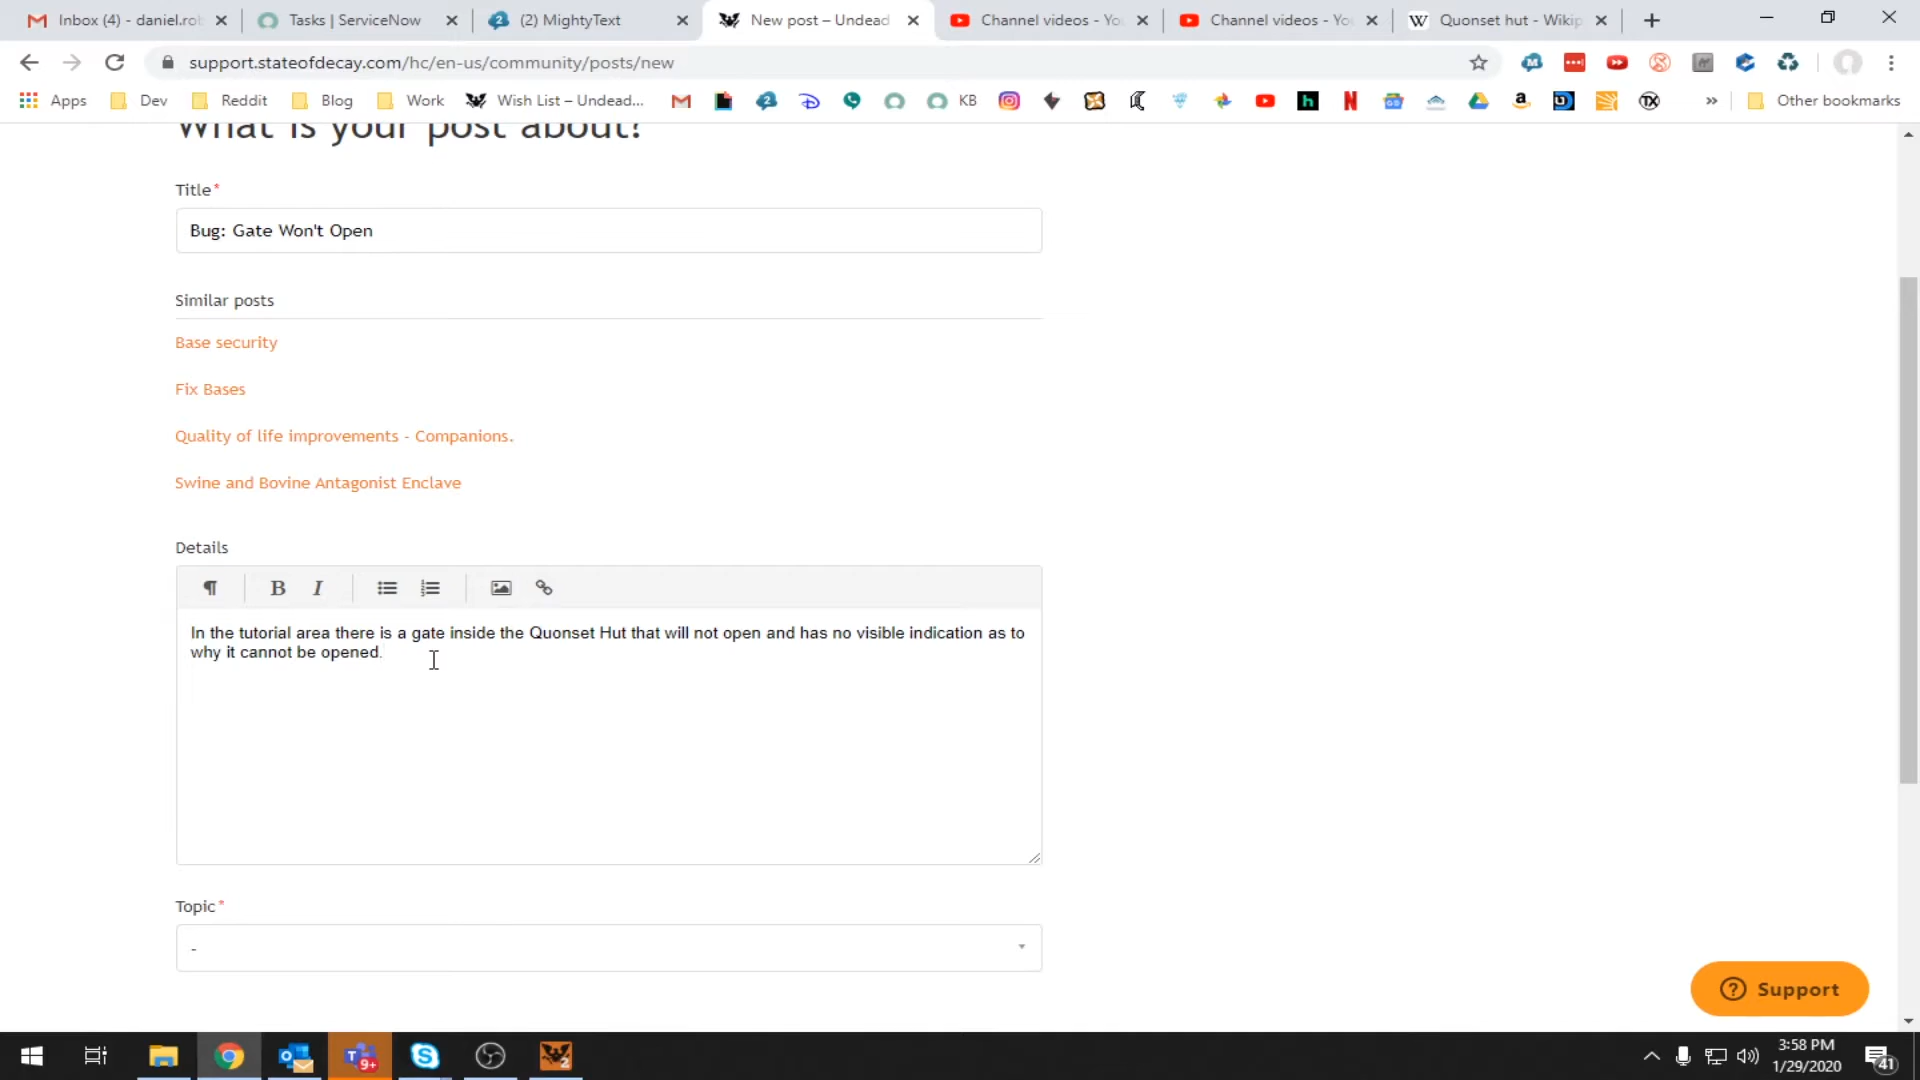 Inbox (4) - daniel.rob
Tasks | ServiceNow
(2) MightyText
New post – Undead
Channel videos - You
Channel videos - You
Quonset hut - Wikip
support.stateofdecay.com/hc/en-us/community/posts/new
Apps
Dev
Reddit
Blog
Work
Wish List – Undead...
KB
»
Other bookmarks
What is your post about?
Title*
Bug: Gate Won't Open
Similar posts
Base security
Fix Bases
Quality of life improvements - Companions.
Swine and Bovine Antagonist Enclave
Details
¶ B I
In the tutorial area there is a gate inside the Quonset Hut that will not open and has no visible indication as to
why it cannot be opened.
Topic*
-
Support
9+
2
3:58 PM
1/29/2020
41